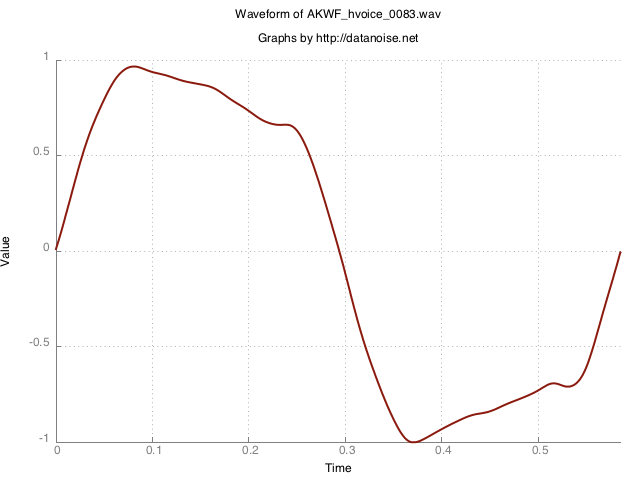 Waveform of AKWF_hvoice_0083.wav
Graphs by http://datanoise.net
1
0.5
0
-0.5
-1
Value
0 0.1 0.2 0.3 0.4 0.5
Time